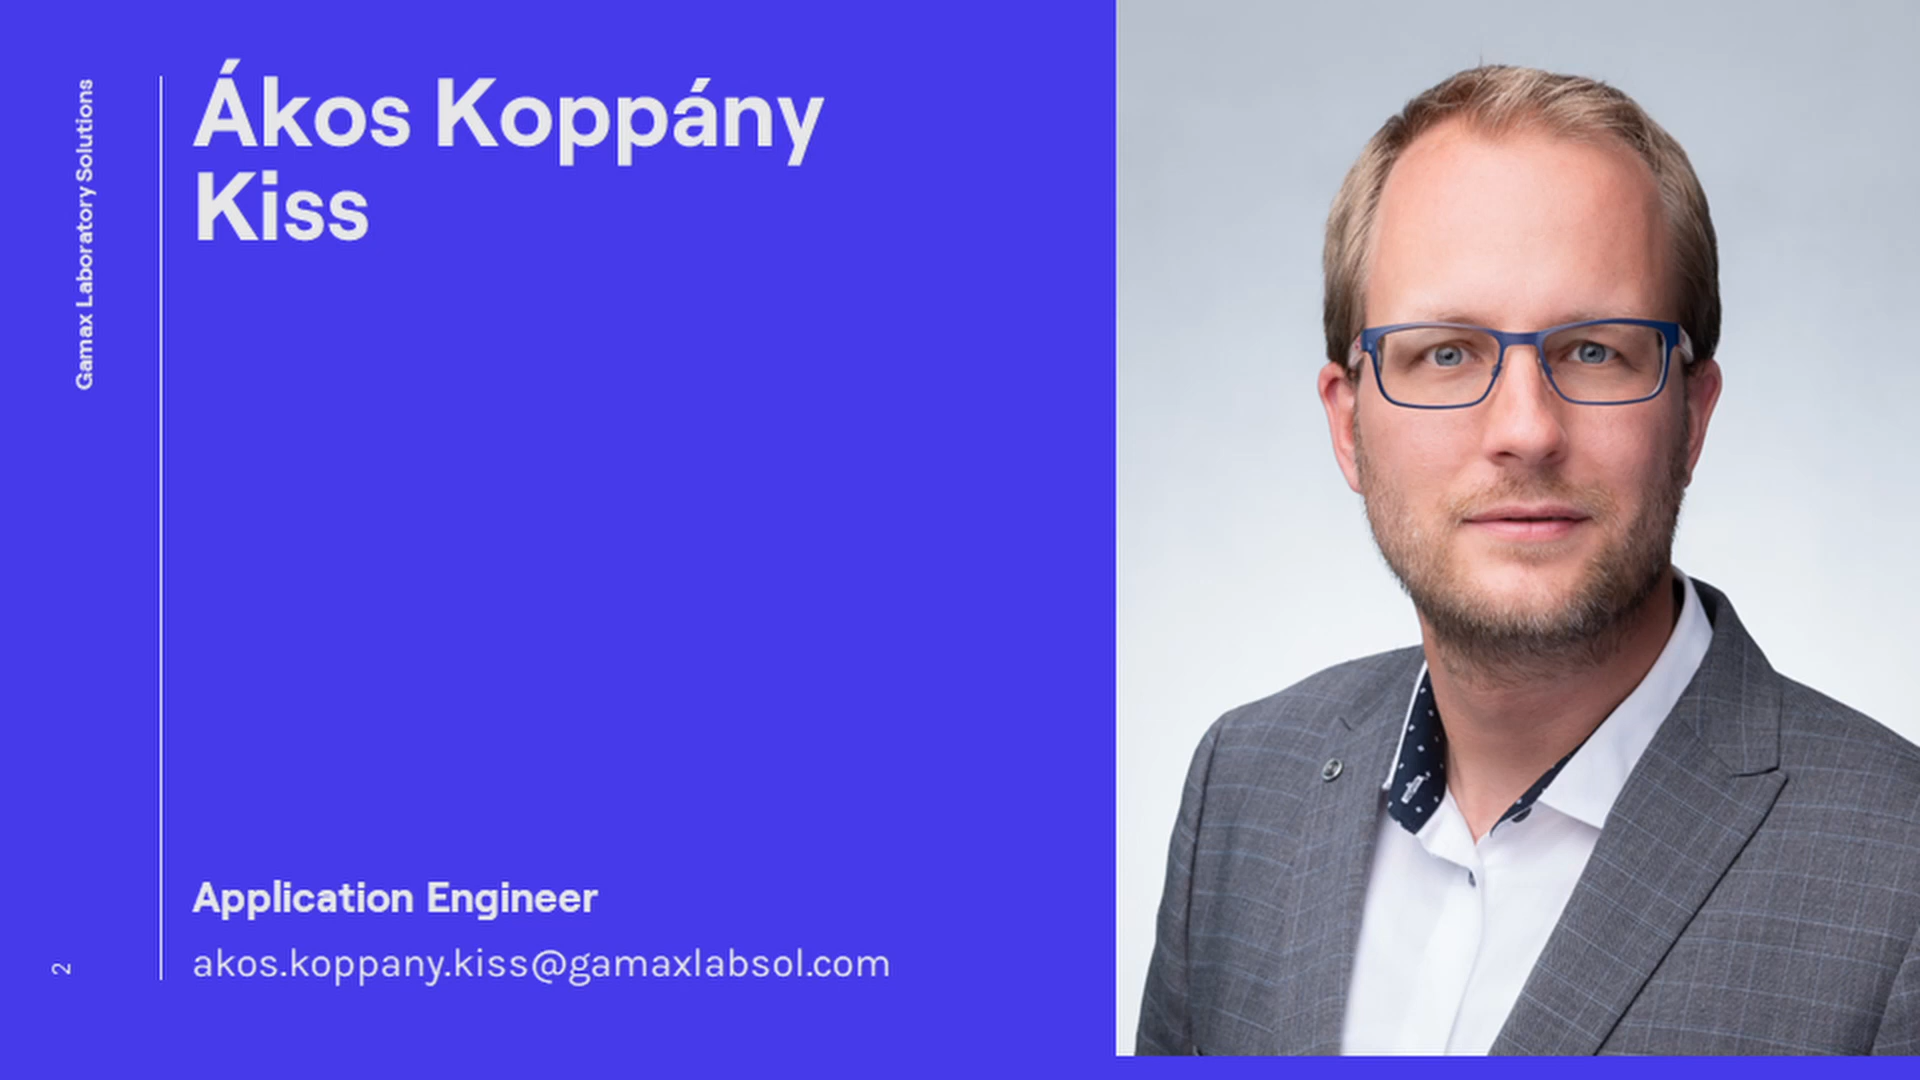 Gamax Laboratory Solutions
Ákos Koppány
Kiss
Application Engineer
akos.koppany.kiss@gamaxlabsol.com
2